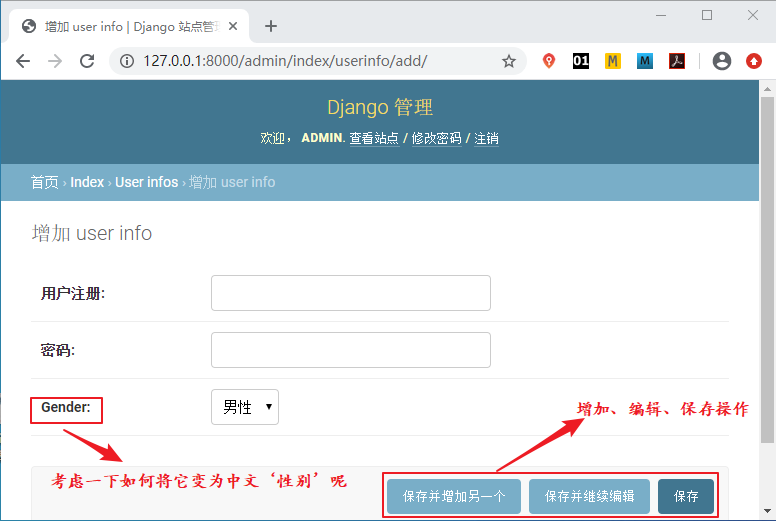 增加 user info | Django 站点管
127.0.0.1:8000/admin/index/userinfo/add/
01
M
M
Django 管理
欢迎， ADMIN. 查看站点 / 修改密码 / 注销
首页 › Index › User infos › 增加 user info
增加 user info
用户注册:
密码:
Gender:
男性
增加、编辑、保存操作
考虑一下如何将它变为中文‘性别’呢
保存并增加另一个
保存并继续编辑
保存